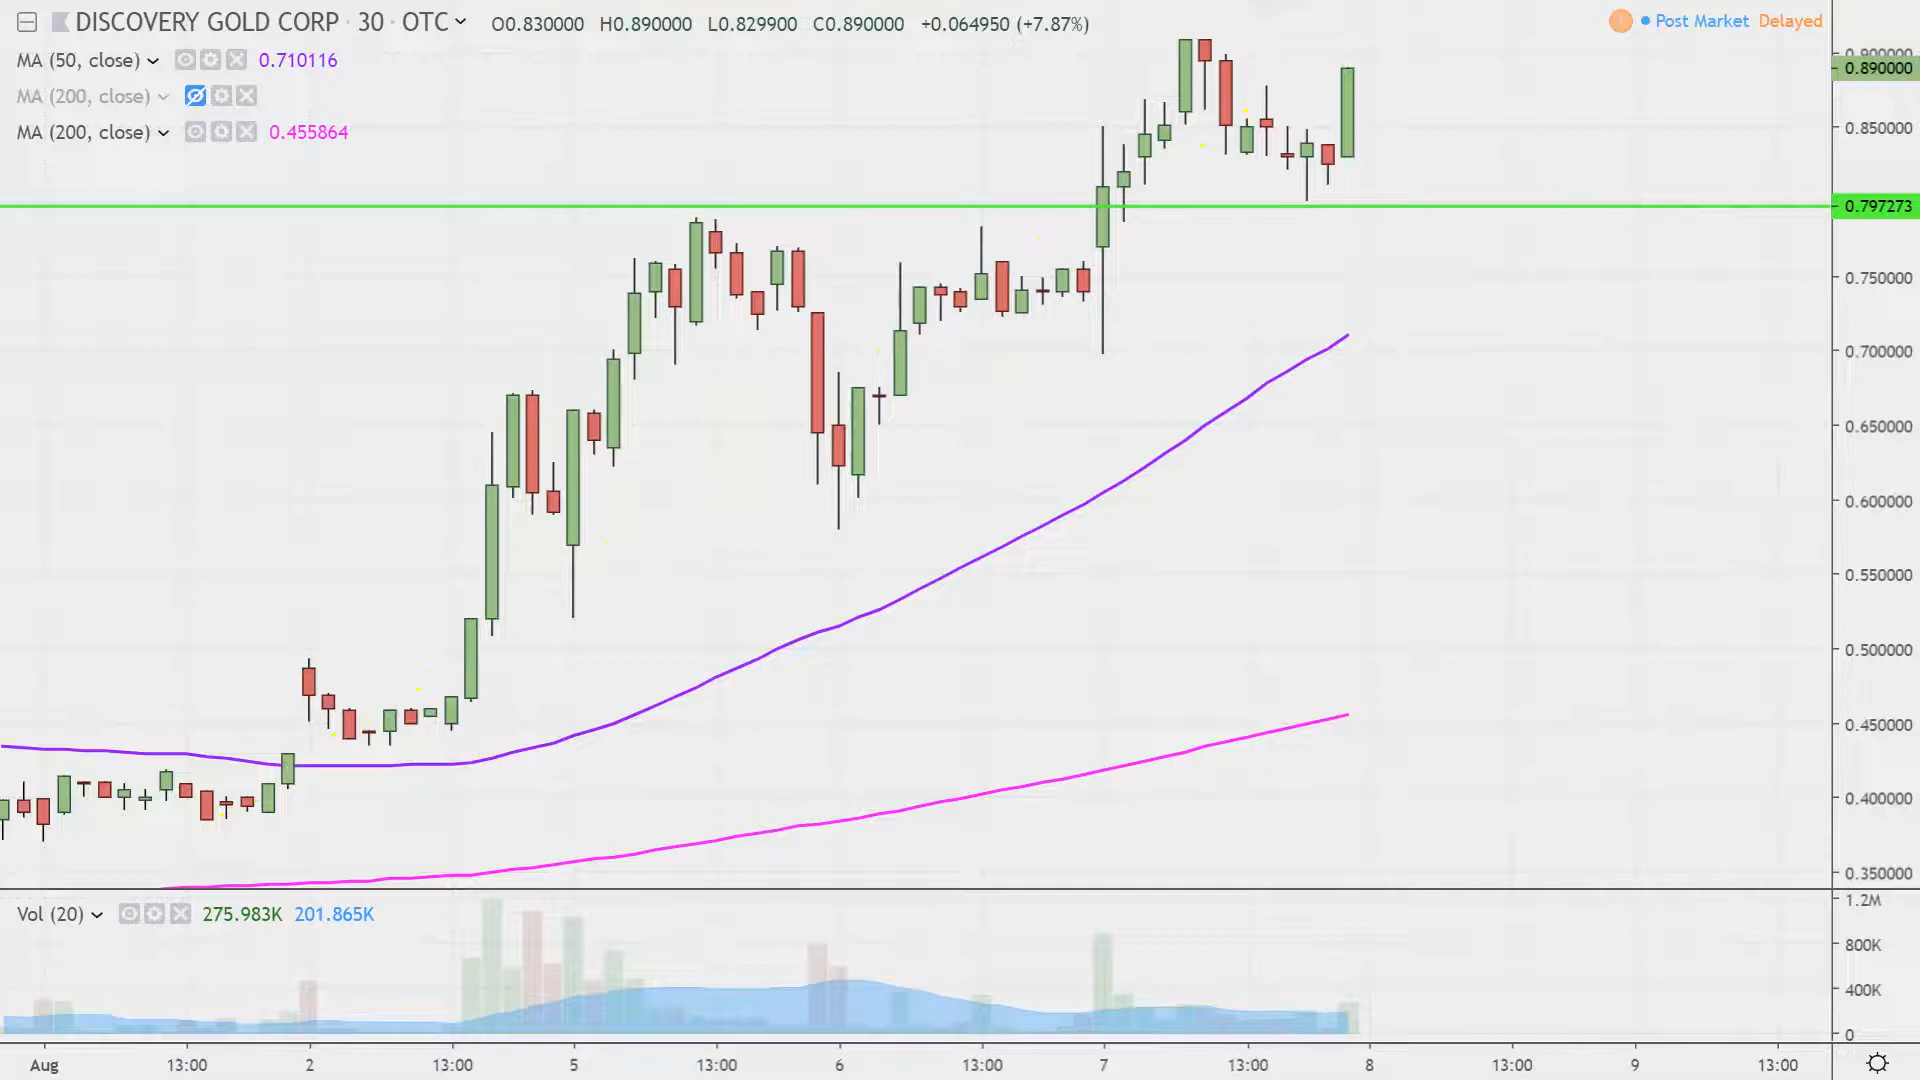 DISCOVERY GOLD CORP · 30 · OTC O0.830000 H0.890000 L0.829900 C0.890000 +0.064950 (+7.87%) Post Market Delayed
MA (50, close) 0.710116
MA (200, close)
MA (200, close) 0.455864
0.900000
0.890000
0.850000
0.797273
0.750000
0.700000
0.650000
0.600000
0.550000
0.500000
0.450000
0.400000
0.350000
Vol (20) 275.983K 201.865K
1.2M
800K
400K
0
Aug 13:00 2 13:00 5 13:00 6 13:00 7 13:00 8 13:00 9 13:00